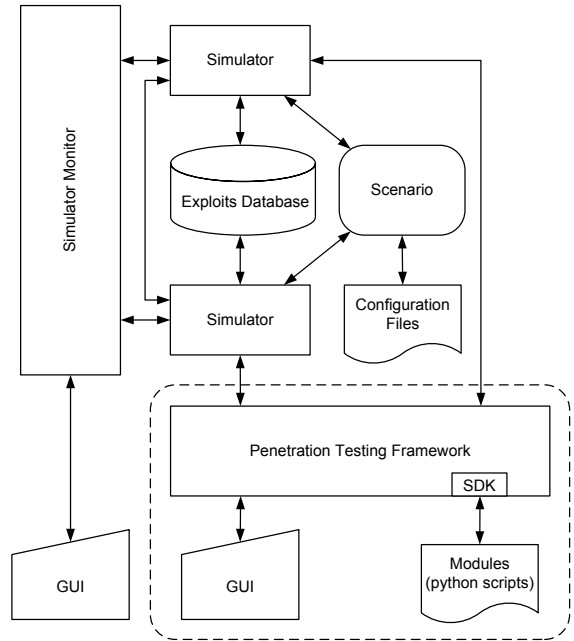 Simulator
Simulator Monitor
Exploits Database
Scenario
Simulator
Configuration
Files
Penetration Testing Framework
SDK
GUI
GUI
Modules
(python scripts)